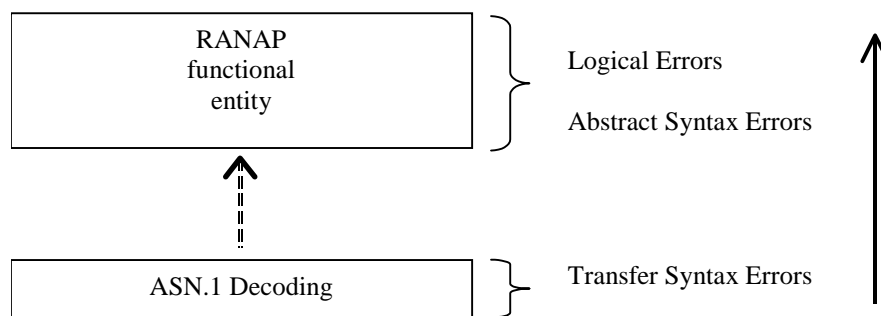 RANAP
functional
entity
Logical Errors
Abstract Syntax Errors
ASN.1 Decoding
Transfer Syntax Errors